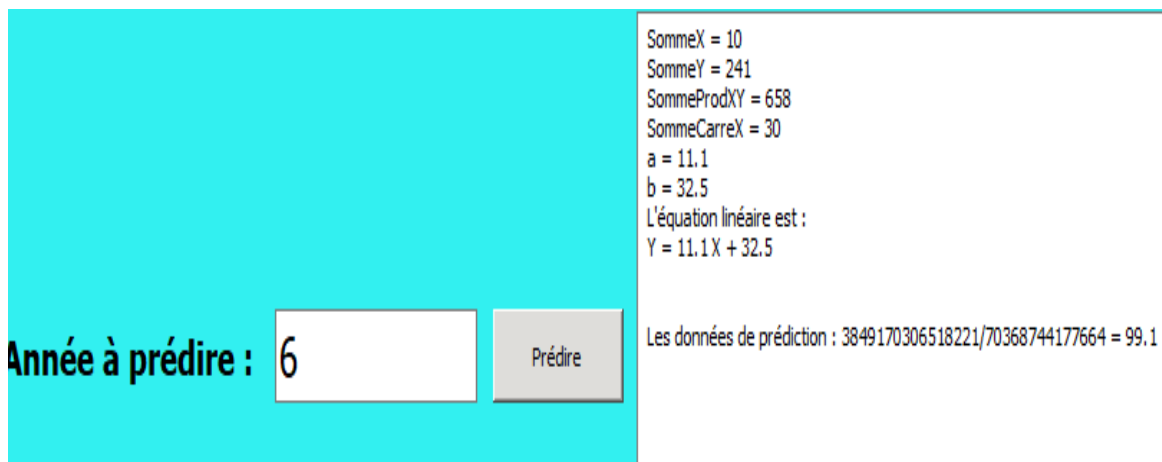 SommeX = 10
SommeY = 241
SommeProdXY = 658
SommeCarreX = 30
a = 11.1
b = 32.5
L'équation linéaire est :
Y = 11.1X + 32.5
Les données de prédiction : 3849170306518221/70368744177664 = 99.1
Année à prédire : 6 Prédire